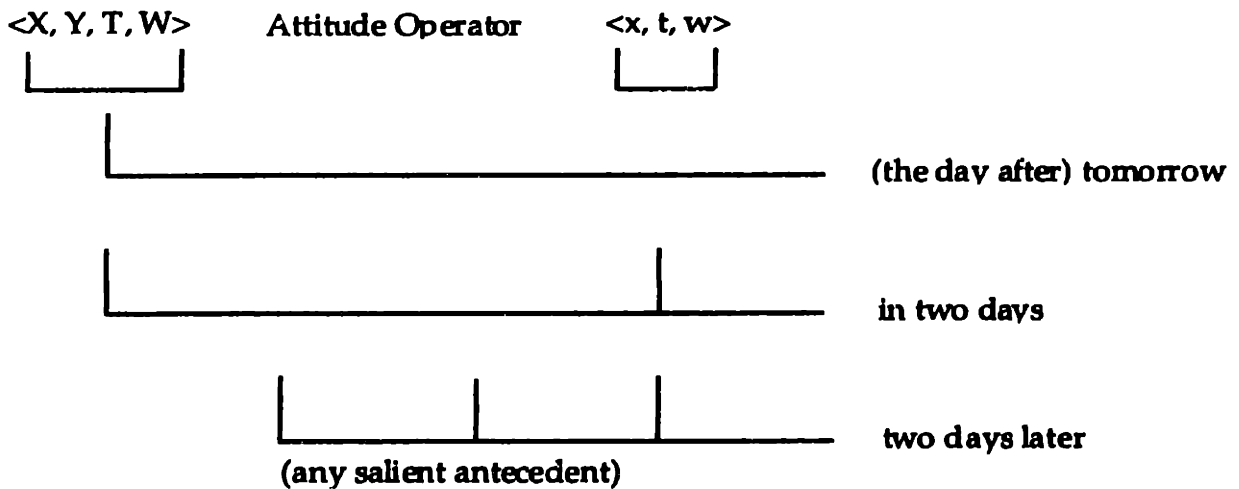 <X, Y, T, W> Attitude Operator <x, t, w>
(the day after) tomorrow
in two days
two days later
(any salient antecedent)